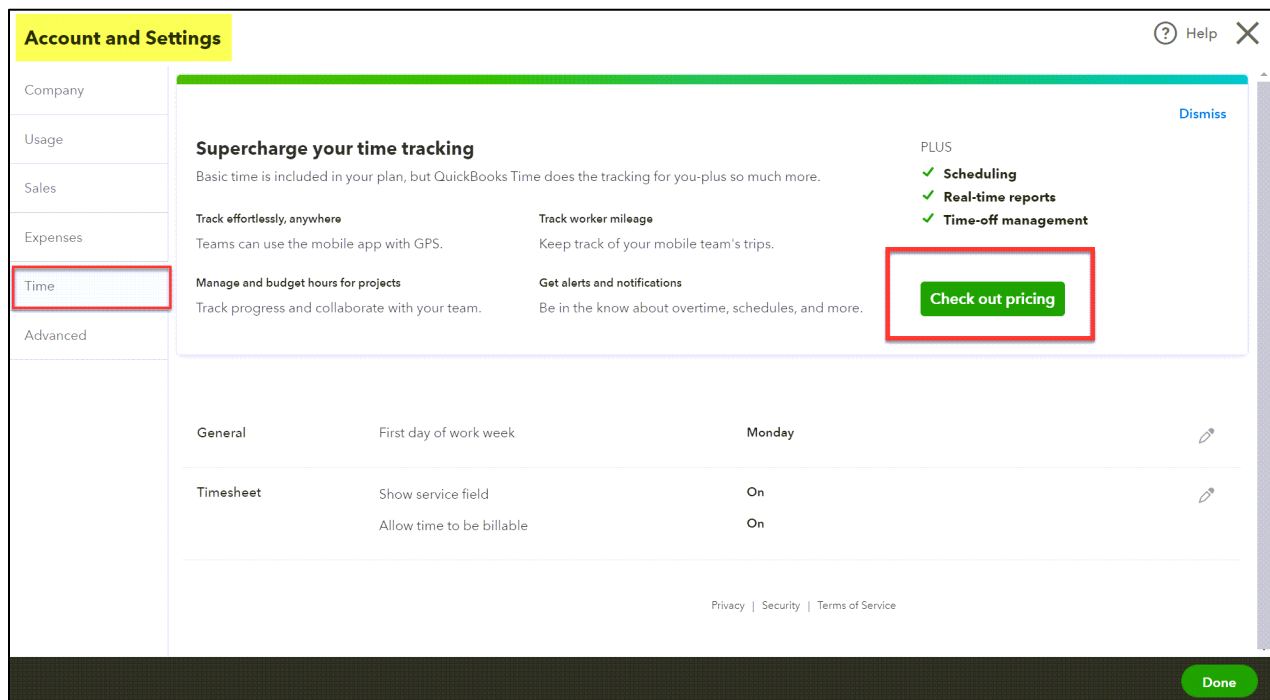 Account and Settings
? Help
Company
Usage
Sales
Expenses
Time
Advanced
Dismiss
Supercharge your time tracking
Basic time is included in your plan, but QuickBooks Time does the tracking for you-plus so much more.
Track effortlessly, anywhere
Teams can use the mobile app with GPS.
Track worker mileage
Keep track of your mobile team's trips.
Manage and budget hours for projects
Track progress and collaborate with your team.
Get alerts and notifications
Be in the know about overtime, schedules, and more.
PLUS
Scheduling
Real-time reports
Time-off management
Check out pricing
General First day of work week Monday
Timesheet Show service field On
Allow time to be billable On
Privacy | Security | Terms of Service
Done